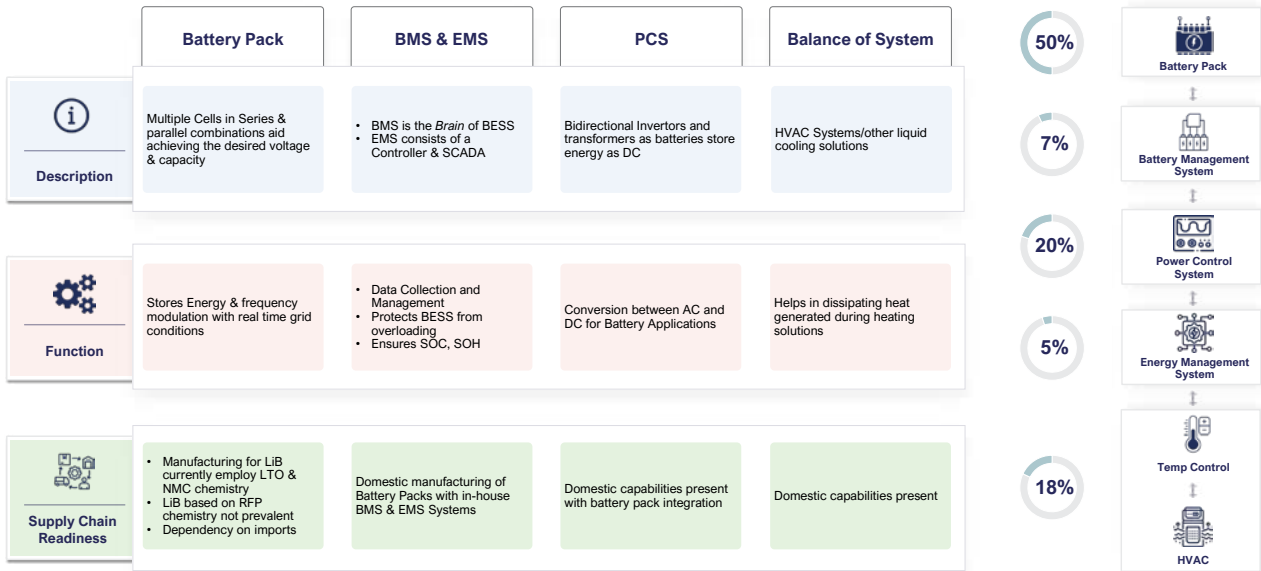 Battery Pack
BMS & EMS
PCS
Balance of System
Description
Multiple Cells in Series &
parallel combinations aid
achieving the desired voltage
& capacity
• BMS is the Brain of BESS
• EMS consists of a
Controller & SCADA
Bidirectional Invertors and
transformers as batteries store
energy as DC
HVAC Systems/other liquid
cooling solutions
Function
Stores Energy & frequency
modulation with real time grid
conditions
• Data Collection and
Management
• Protects BESS from
overloading
• Ensures SOC, SOH
Conversion between AC and
DC for Battery Applications
Helps in dissipating heat
generated during heating
solutions
Supply Chain
Readiness
• Manufacturing for LiB
currently employ LTO &
NMC chemistry
• LiB based on RFP
chemistry not prevalent
• Dependency on imports
Domestic manufacturing of
Battery Packs with in-house
BMS & EMS Systems
Domestic capabilities present
with battery pack integration
Domestic capabilities present
50%
Battery Pack
7%
Battery Management
System
20%
Power Control
System
5%
Energy Management
System
18%
Temp Control
HVAC